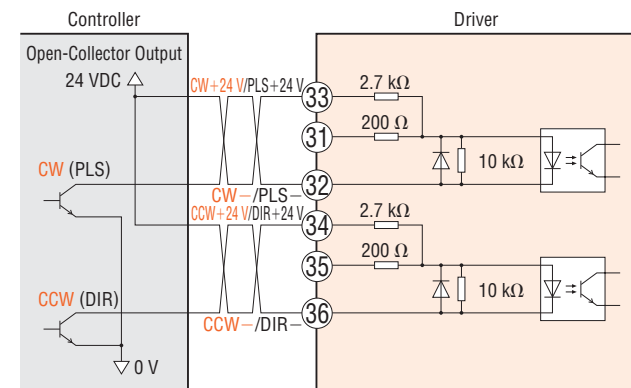 Controller
Driver
Open-Collector Output
24 VDC
CW+24 V/PLS+24 V
33
2.7 kΩ
31
200 Ω
10 kΩ
CW (PLS)
32
CW−/PLS−
CCW+24 V/DIR+24 V
34
2.7 kΩ
35
200 Ω
10 kΩ
CCW (DIR)
36
CCW−/DIR−
0 V